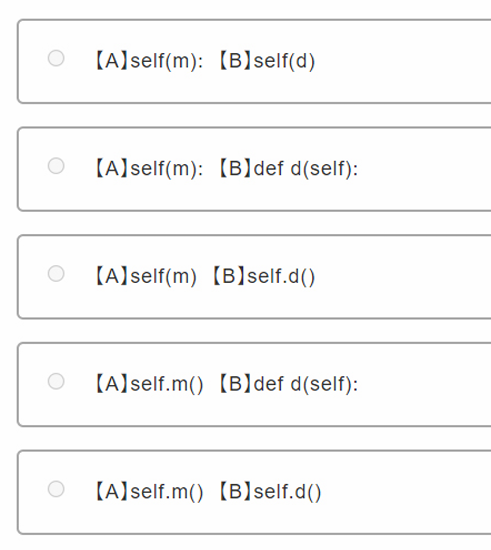 【A】self(m): 【B】self(d)
【A】self(m): 【B】def d(self):
【A】self(m) 【B】self.d()
【A】self.m() 【B】def d(self):
【A】self.m() 【B】self.d()